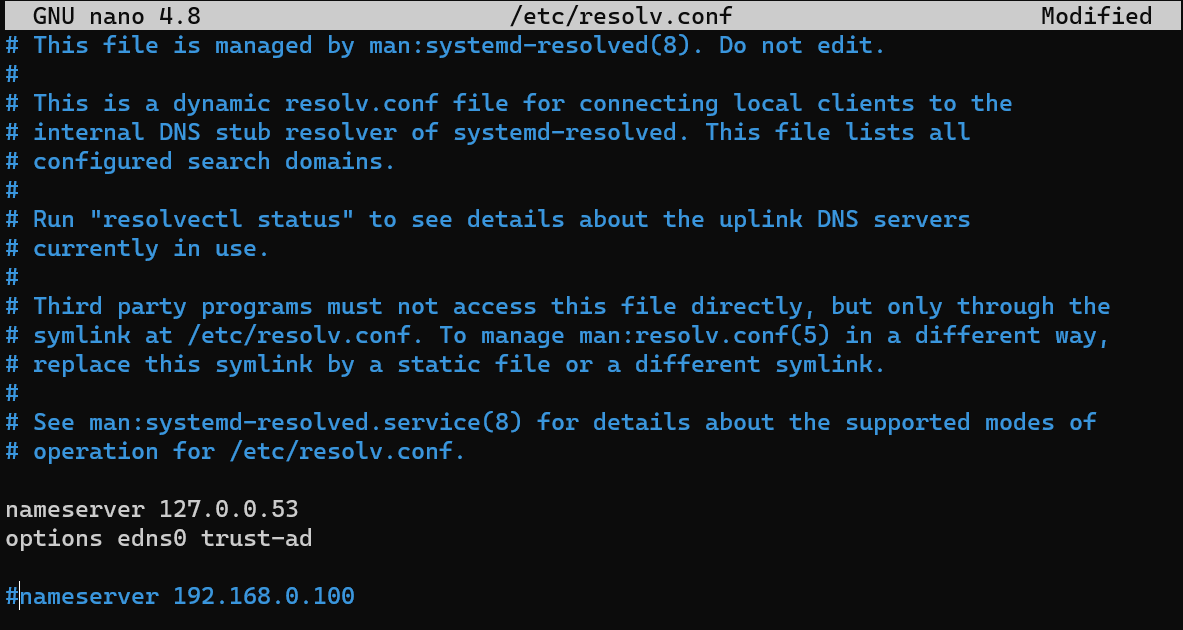 GNU nano 4.8 /etc/resolv.conf Modified
# This file is managed by man:systemd-resolved(8). Do not edit.
#
# This is a dynamic resolv.conf file for connecting local clients to the
# internal DNS stub resolver of systemd-resolved. This file lists all
# configured search domains.
#
# Run "resolvectl status" to see details about the uplink DNS servers
# currently in use.
#
# Third party programs must not access this file directly, but only through the
# symlink at /etc/resolv.conf. To manage man:resolv.conf(5) in a different way,
# replace this symlink by a static file or a different symlink.
#
# See man:systemd-resolved.service(8) for details about the supported modes of
# operation for /etc/resolv.conf.

nameserver 127.0.0.53
options edns0 trust-ad

#nameserver 192.168.0.100